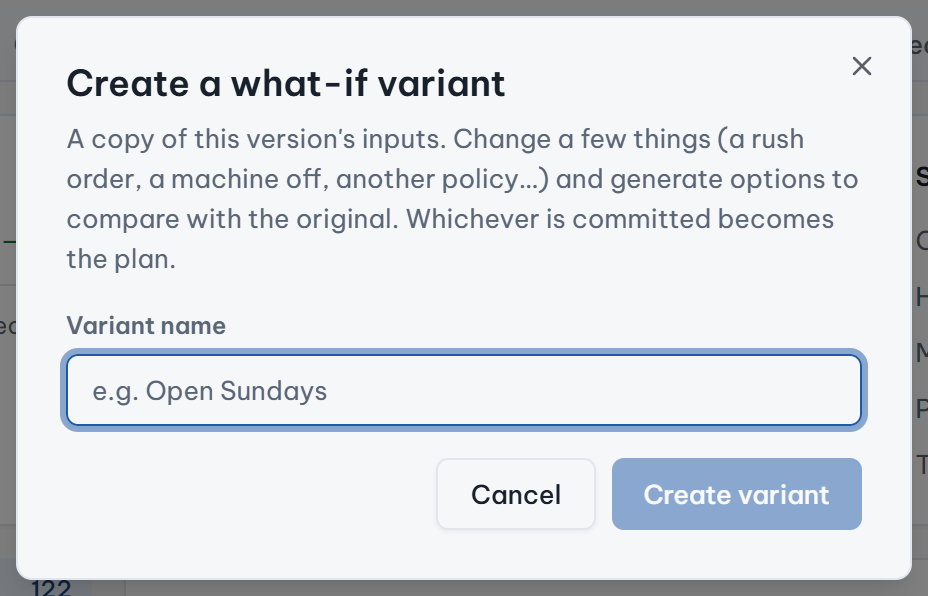 Create a what-if variant
A copy of this version's inputs. Change a few things (a rush
order, a machine off, another policy...) and generate options to
compare with the original. Whichever is committed becomes
the plan.
Variant name
e.g. Open Sundays
Cancel
Create variant
122